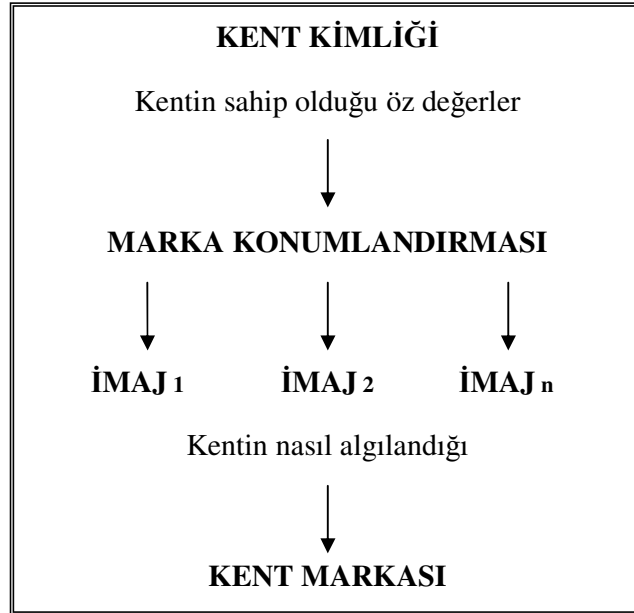 KENT KİMLİĞİ
Kentin sahip olduğu öz değerler
MARKA KONUMLANDIRMASI
İMAJ 1 İMAJ 2 İMAJ n
Kentin nasıl algılandığı
KENT MARKASI